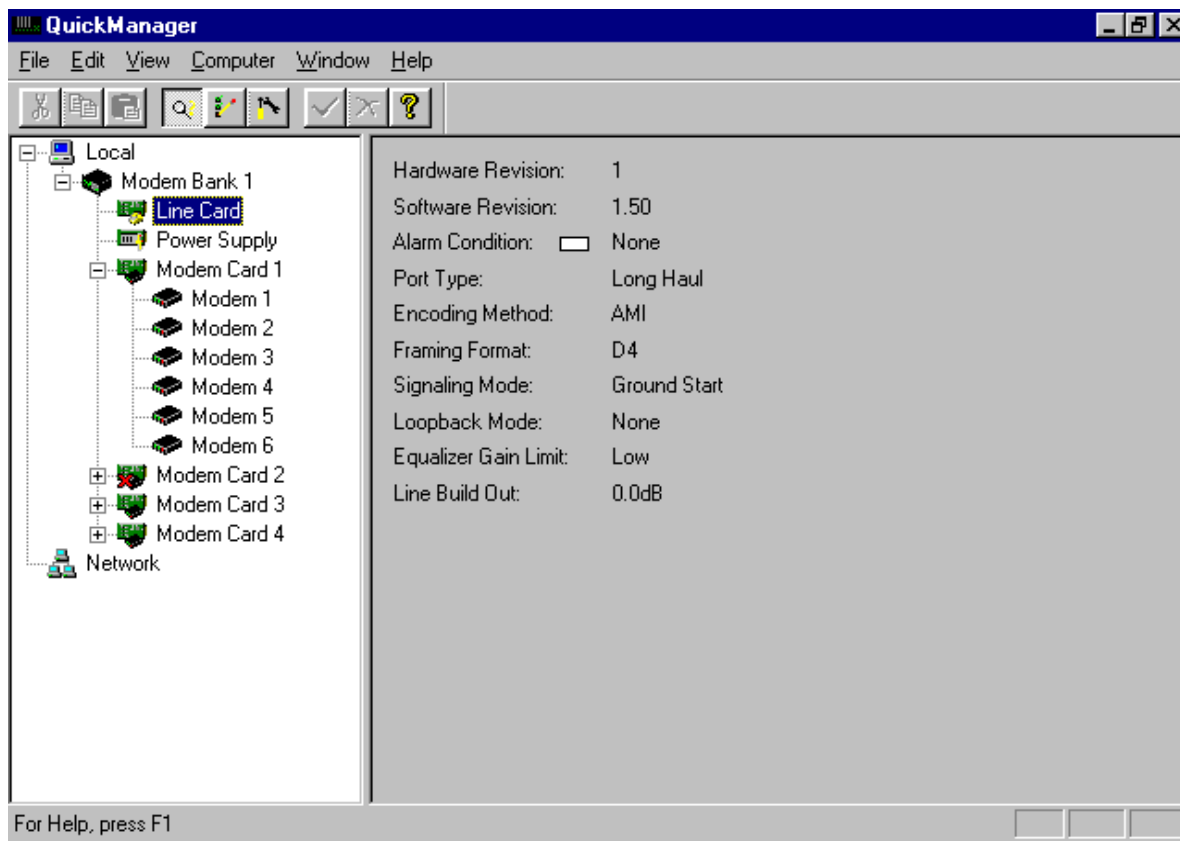 QuickManager
File Edit View Computer Window Help
Local
Modem Bank 1
Line Card
Power Supply
Modem Card 1
Modem 1
Modem 2
Modem 3
Modem 4
Modem 5
Modem 6
Modem Card 2
Modem Card 3
Modem Card 4
Network
Hardware Revision: 1
Software Revision: 1.50
Alarm Condition: None
Port Type: Long Haul
Encoding Method: AMI
Framing Format: D4
Signaling Mode: Ground Start
Loopback Mode: None
Equalizer Gain Limit: Low
Line Build Out: 0.0dB
For Help, press F1